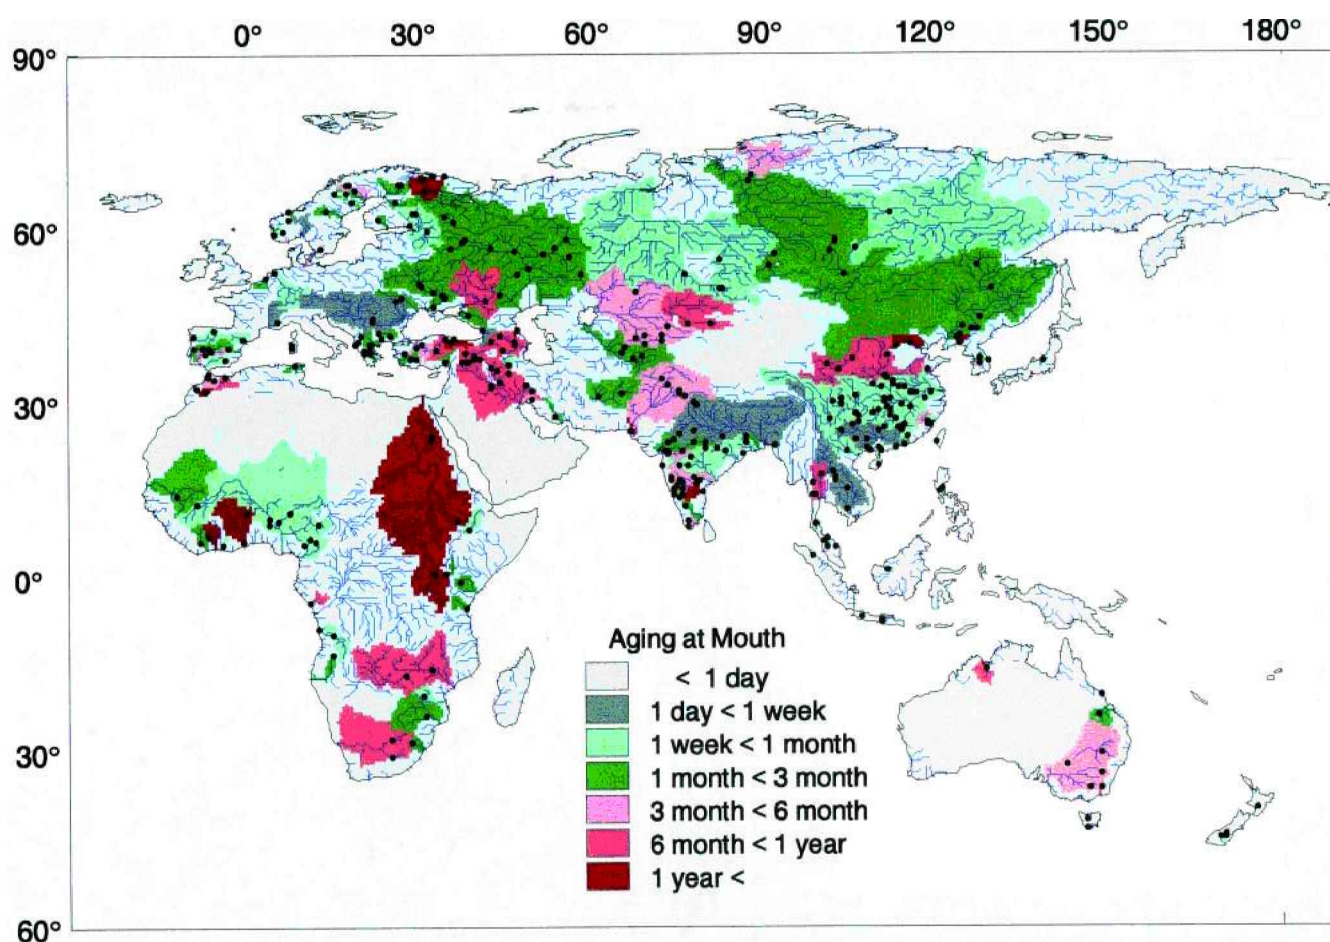 0° 30° 60° 90° 120° 150° 180°
90°
60°
30°
0°
30°
60°
Aging at Mouth
< 1 day
1 day < 1 week
1 week < 1 month
1 month < 3 month
3 month < 6 month
6 month < 1 year
1 year <